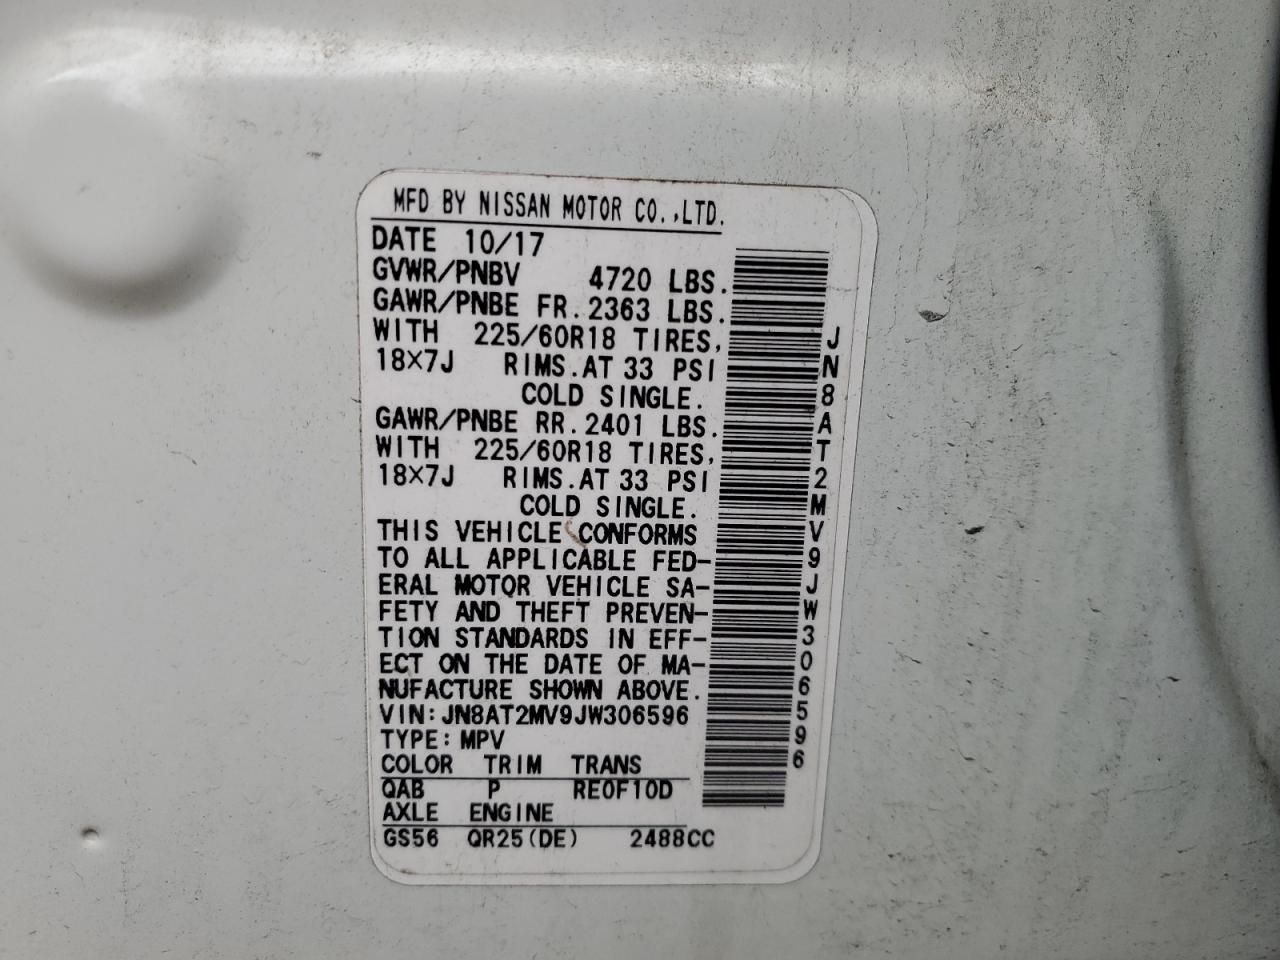 MFD BY NISSAN MOTOR CO.,LTD.
DATE 10/17
GVWR/PNBV 4720 LBS.
GAWR/PNBE FR. 2363 LBS.
WITH 225/60R18 TIRES,
18×7J RIMS. AT 33 PSI
COLD SINGLE.
GAWR/PNBE RR. 2401 LBS.
WITH 225/60R18 TIRES,
18×7J RIMS. AT 33 PSI
COLD SINGLE.
THIS VEHICLE CONFORMS
TO ALL APPLICABLE FED-
ERAL MOTOR VEHICLE SA-
FETY AND THEFT PREVEN-
TION STANDARDS IN EFF-
ECT ON THE DATE OF MA-
NUFACTURE SHOWN ABOVE.
VIN: JN8AT2MV9JW306596
TYPE: MPV
COLOR TRIM TRANS
QAB P RE0F10D
AXLE ENGINE
GS56 QR25(DE) 2488CC
JN8AT2MV9JW306596